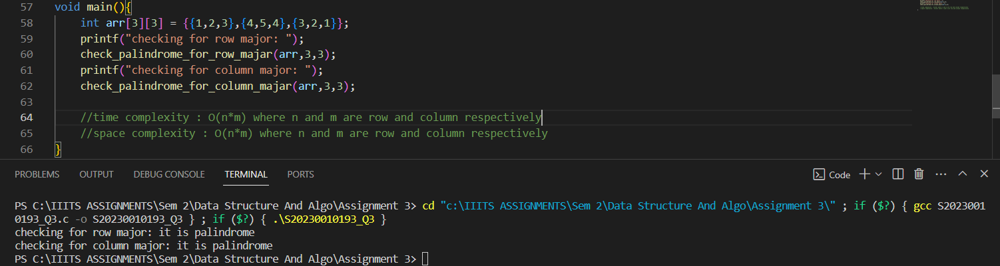 57 void main(){
58 int arr[3][3] = {{1,2,3},{4,5,4},{3,2,1}};
59 printf("checking for row major: ");
60 check_palindrome_for_row_majar(arr,3,3);
61 printf("checking for column major: ");
62 check_palindrome_for_column_majar(arr,3,3);
63
64 //time complexity : O(n*m) where n and m are row and column respectively
65 //space complexity : O(n*m) where n and m are row and column respectively
66 }
PROBLEMS OUTPUT DEBUG CONSOLE TERMINAL PORTS Code
PS C:\IIITS ASSIGNMENTS\Sem 2\Data Structure And Algo\Assignment 3> cd "c:\IIITS ASSIGNMENTS\Sem 2\Data Structure And Algo\Assignment 3\" ; if ($?) { gcc S2023001
0193_Q3.c -o S20230010193_Q3 } ; if ($?) { .\S20230010193_Q3 }
checking for row major: it is palindrome
checking for column major: it is palindrome
PS C:\IIITS ASSIGNMENTS\Sem 2\Data Structure And Algo\Assignment 3>